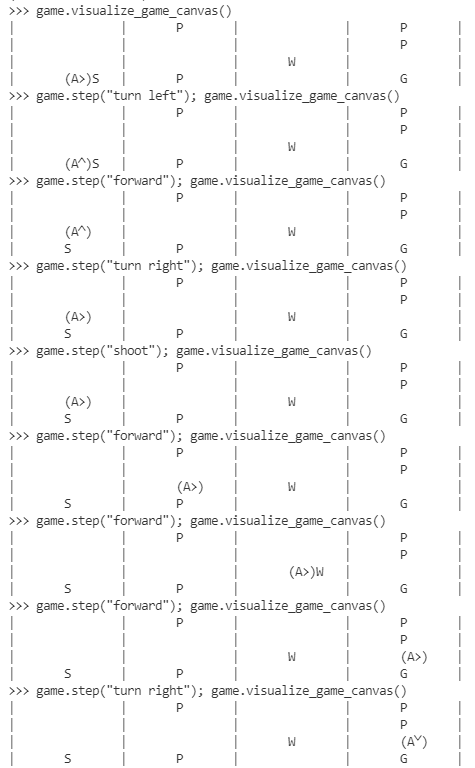 >>> game.visualize_game_canvas()
|              |      P      |             |      P      |
|              |             |             |      P      |
|              |             |      W      |             |
|      (A>)S   |      P      |             |      G      |
>>> game.step("turn left"); game.visualize_game_canvas()
|              |      P      |             |      P      |
|              |             |             |      P      |
|              |             |      W      |             |
|      (A^)S   |      P      |             |      G      |
>>> game.step("forward"); game.visualize_game_canvas()
|              |      P      |             |      P      |
|              |             |             |      P      |
|      (A^)    |             |      W      |             |
|      S       |      P      |             |      G      |
>>> game.step("turn right"); game.visualize_game_canvas()
|              |      P      |             |      P      |
|              |             |             |      P      |
|      (A>)    |             |      W      |             |
|      S       |      P      |             |      G      |
>>> game.step("shoot"); game.visualize_game_canvas()
|              |      P      |             |      P      |
|              |             |             |      P      |
|      (A>)    |             |      W      |             |
|      S       |      P      |             |      G      |
>>> game.step("forward"); game.visualize_game_canvas()
|              |      P      |             |      P      |
|              |             |             |      P      |
|              |      (A>)   |      W      |             |
|      S       |      P      |             |      G      |
>>> game.step("forward"); game.visualize_game_canvas()
|              |      P      |             |      P      |
|              |             |             |      P      |
|              |             |      (A>)W  |             |
|      S       |      P      |             |      G      |
>>> game.step("forward"); game.visualize_game_canvas()
|              |      P      |             |      P      |
|              |             |             |      P      |
|              |             |      W      |      (A>)   |
|      S       |      P      |             |      G      |
>>> game.step("turn right"); game.visualize_game_canvas()
|              |      P      |             |      P      |
|              |             |             |      P      |
|              |             |      W      |      (A˅)   |
|      S       |      P      |             |      G      |